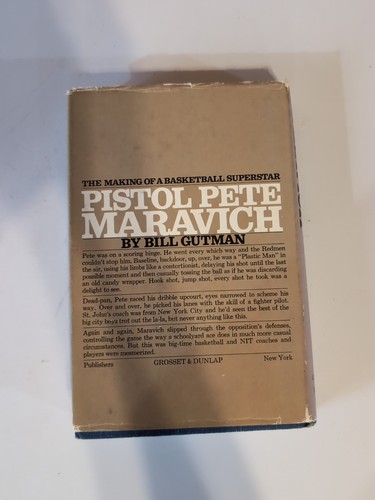 THE MAKING OF A BASKETBALL SUPERSTAR
PISTOL PETE
MARAVICH
BY BILL GUTMAN
Pete was on a scoring binge. He went every which way and the Redmen
couldn't stop him. Baseline, backdoor, up, over, he was a "Plastic Man" in
the air, using his limbs like a contortionist, delaying his shot until the last
possible moment and then casually tossing the ball as if he was discarding
an old candy wrapper. Hook shot, jump shot, every shot he took was a
delight to see.
Dead-pan, Pete raced his dribble upcourt, eyes narrowed to scheme his
way. Over and over, he picked his lanes with the skill of a fighter pilot.
St. John's coach was from New York City and he'd seen the best of the
big city boys trot out the la-la, but never anything like this.
Again and again, Maravich slipped through the opposition's defenses,
controlling the game the way a schoolyard ace does in much more casual
circumstances. But this was big-time basketball and NIT coaches and
players were mesmerized.
Publishers GROSSET & DUNLAP New York